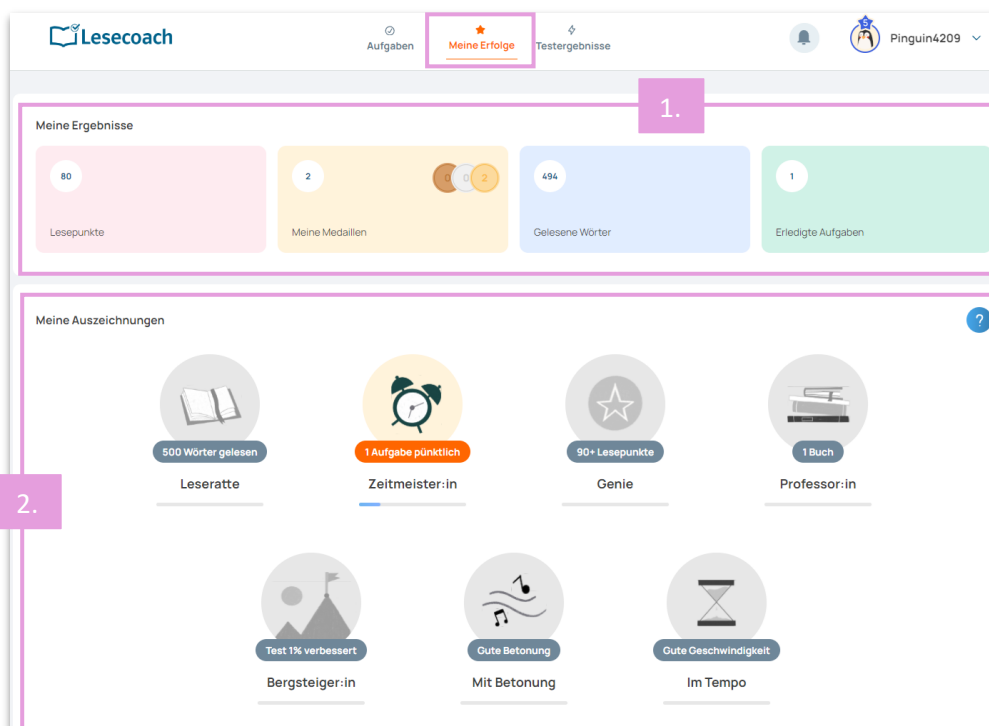 Lesecoach
Aufgaben
Meine Erfolge
Testergebnisse
5
Pinguin4209
1.
Meine Ergebnisse
80
Lesepunkte
2
0 0 2
Meine Medaillen
494
Gelesene Wörter
1
Erledigte Aufgaben
2.
Meine Auszeichnungen
?
500 Wörter gelesen
Leseratte
1 Aufgabe pünktlich
Zeitmeister:in
90+ Lesepunkte
Genie
1 Buch
Professor:in
Test 1% verbessert
Bergsteiger:in
Gute Betonung
Mit Betonung
Gute Geschwindigkeit
Im Tempo